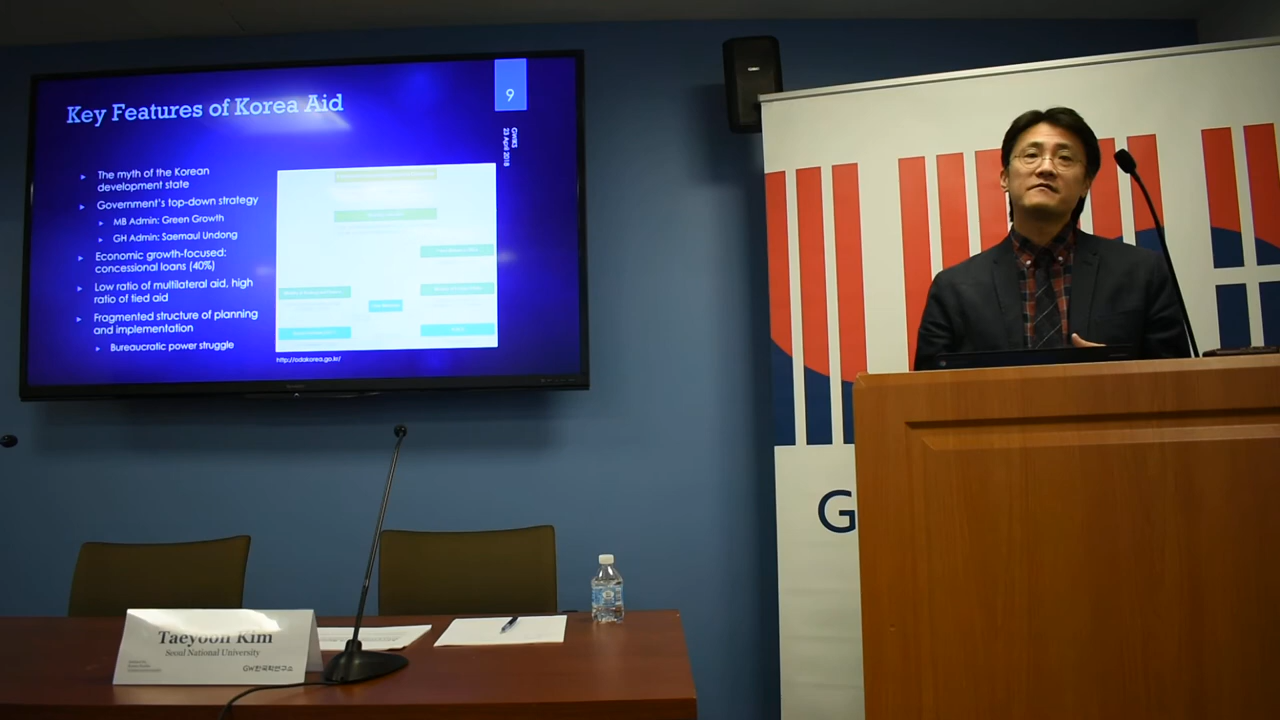 Key Features of Korea Aid
9
GWIKS
23 April 2018
The myth of the Korean
development state
Government's top-down strategy
MB Admin: Green Growth
GH Admin: Saemaul Undong
Economic growth-focused:
concessional loans (40%)
Low ratio of multilateral aid, high
ratio of tied aid
Fragmented structure of planning
and implementation
Bureaucratic power struggle
http://odakorea.go.kr/
G
Taeyoon Kim
Seoul National University
GW한국학연구소